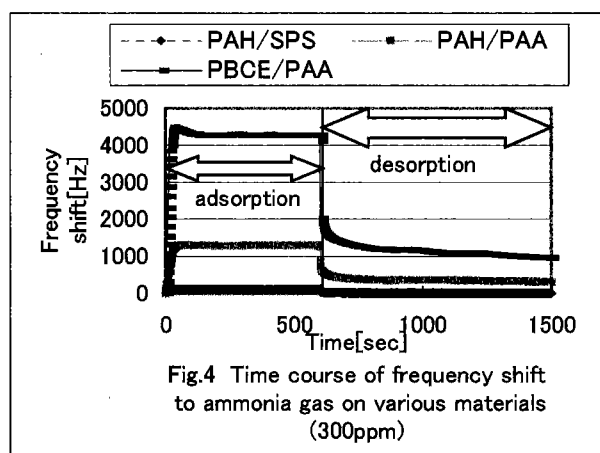 PAH/SPS PAH/PAA
PBCE/PAA
5000
4000
3000
2000
1000
0
Frequency
shift[Hz]
adsorption
desorption
0 500 1000 1500
Time[sec]
Fig.4 Time course of frequency shift
to ammonia gas on various materials
(300ppm)